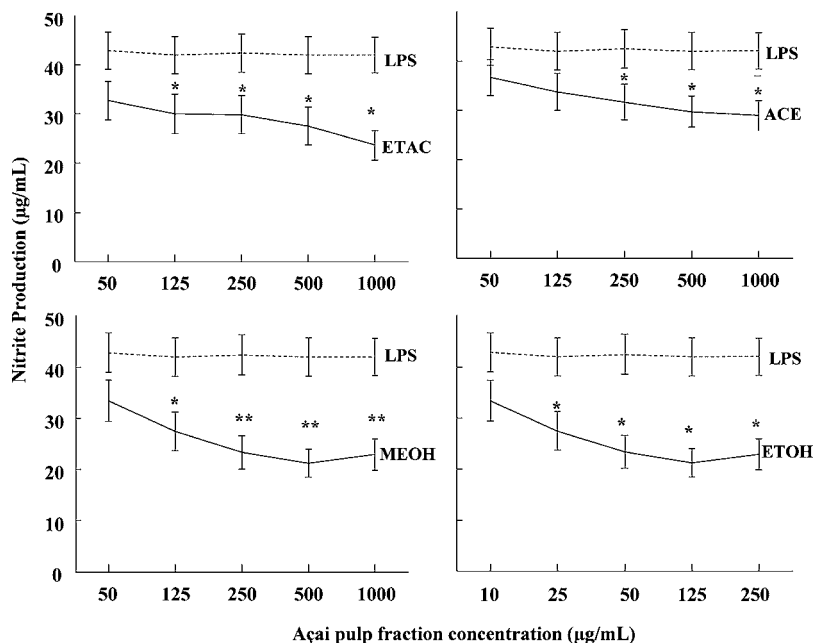 50
40
30
20
10
0
LPS
* * * *
ETAC
50 125 250 500 1000
LPS
* * *
ACE
50 125 250 500 1000
Nitrite Production (µg/mL)
50
40
30
20
10
0
LPS
* ** ** **
MEOH
50 125 250 500 1000
LPS
* * * *
ETOH
10 25 50 125 250
Açai pulp fraction concentration (µg/mL)